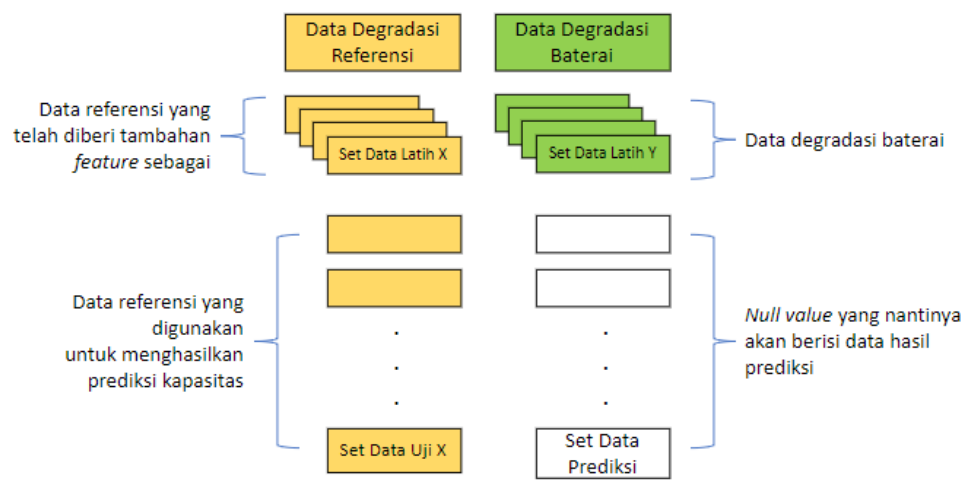 Data Degradasi
Referensi
Data Degradasi
Baterai
Data referensi yang
telah diberi tambahan
feature sebagai
Set Data Latih X
Set Data Latih Y
Data degradasi baterai
Data referensi yang
digunakan
untuk menghasilkan
prediksi kapasitas
Null value yang nantinya
akan berisi data hasil
prediksi
Set Data Uji X
Set Data
Prediksi